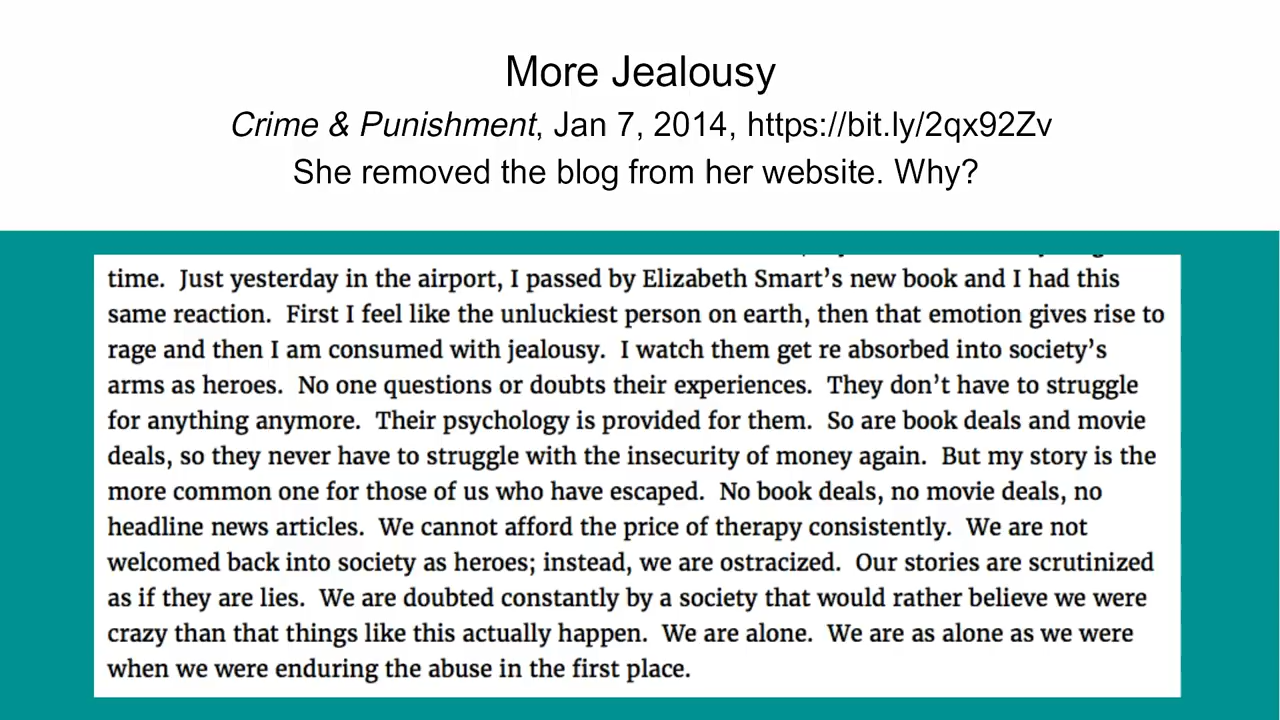 More Jealousy
Crime & Punishment, Jan 7, 2014, https://bit.ly/2qx92Zv
She removed the blog from her website. Why?
time. Just yesterday in the airport, I passed by Elizabeth Smart’s new book and I had this
same reaction. First I feel like the unluckiest person on earth, then that emotion gives rise to
rage and then I am consumed with jealousy. I watch them get re absorbed into society’s
arms as heroes. No one questions or doubts their experiences. They don’t have to struggle
for anything anymore. Their psychology is provided for them. So are book deals and movie
deals, so they never have to struggle with the insecurity of money again. But my story is the
more common one for those of us who have escaped. No book deals, no movie deals, no
headline news articles. We cannot afford the price of therapy consistently. We are not
welcomed back into society as heroes; instead, we are ostracized. Our stories are scrutinized
as if they are lies. We are doubted constantly by a society that would rather believe we were
crazy than that things like this actually happen. We are alone. We are as alone as we were
when we were enduring the abuse in the first place.